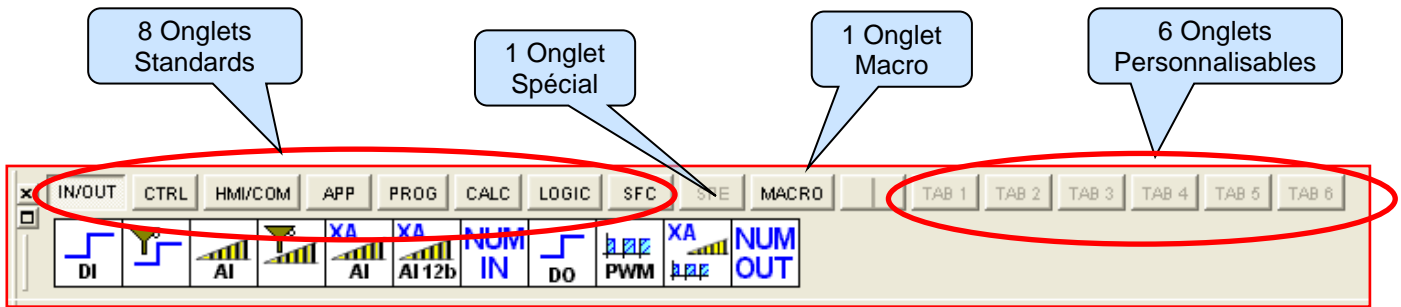 8 Onglets
Standards
1 Onglet
Spécial
1 Onglet
Macro
6 Onglets
Personnalisables
IN/OUT CTRL HMI/COM APP PROG CALC LOGIC SFC SPE MACRO TAB 1 TAB 2 TAB 3 TAB 4 TAB 5 TAB 6
DI
AI
XA AI
XA AI 12b
NUM IN
DO
PWM
XA
NUM OUT